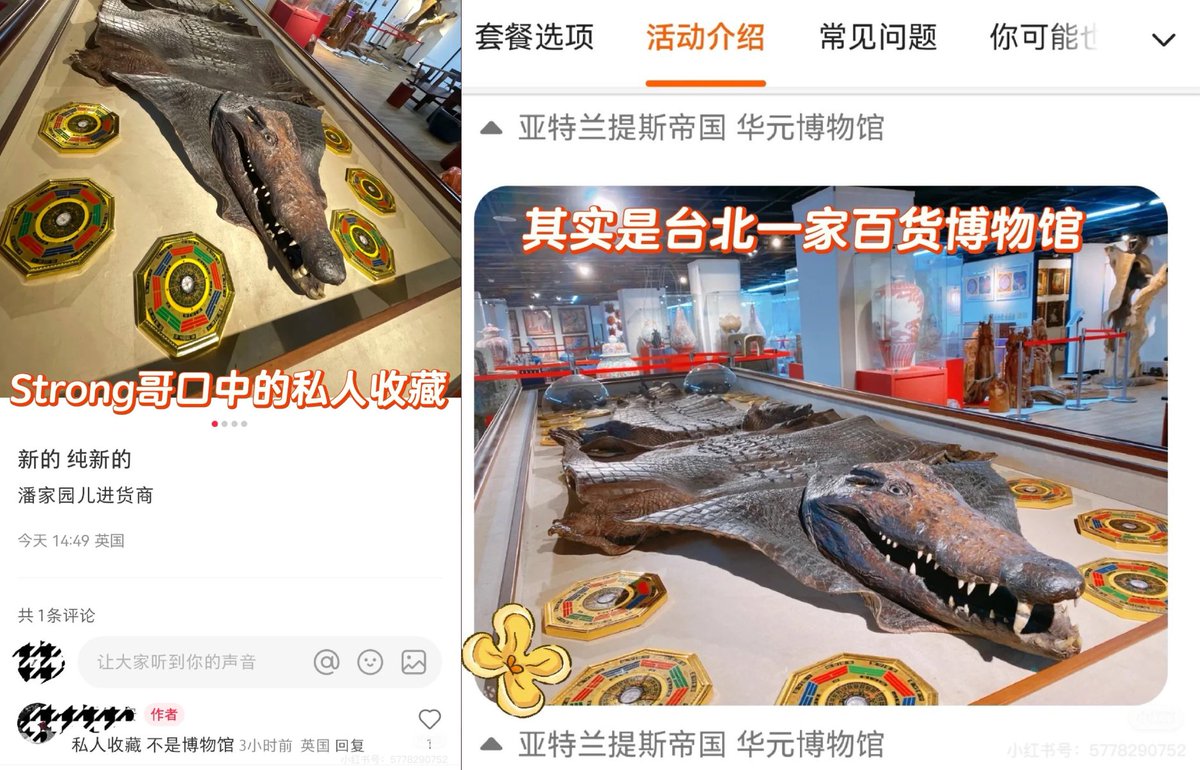 Strong哥口中的私人收藏
新的 纯新的
潘家园儿进货商
今天 14:49 英国
共 1 条评论
让大家听到你的声音
作者
私人收藏 不是博物馆 3小时前 英国 回复
1
小红书号：5778290752
套餐选项 活动介绍 常见问题 你可能也
亚特兰提斯帝国 华元博物馆
其实是台北一家百货博物馆
亚特兰提斯帝国 华元博物馆
小红书
小红书号：5778290752